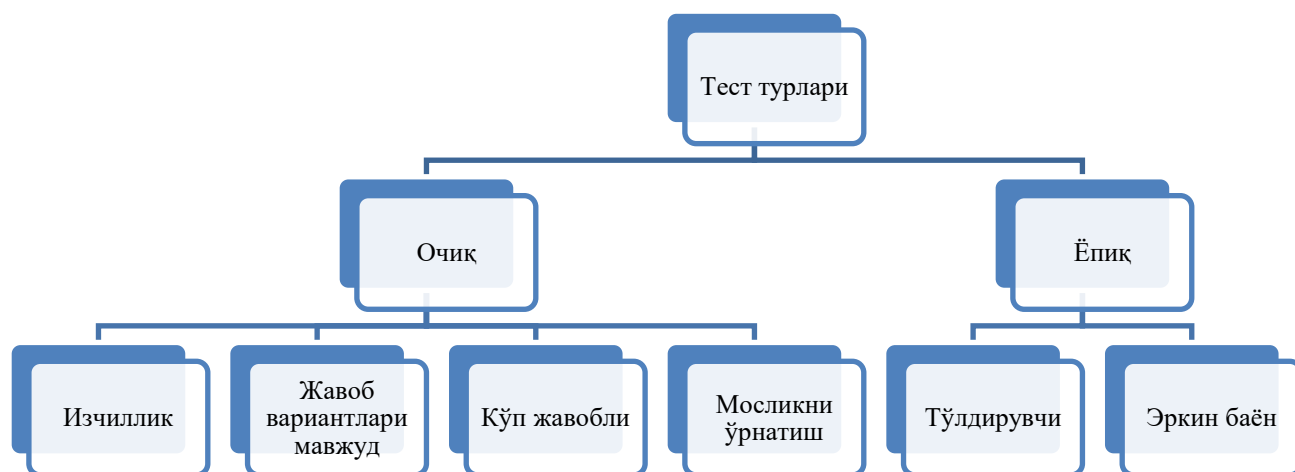 Тест турлари
Очиқ
Ёпиқ
Изчиллик
Жавоб
вариантлари
мавжуд
Кўп жавобли
Мосликни
ўрнатиш
Тўлдирувчи
Эркин баён